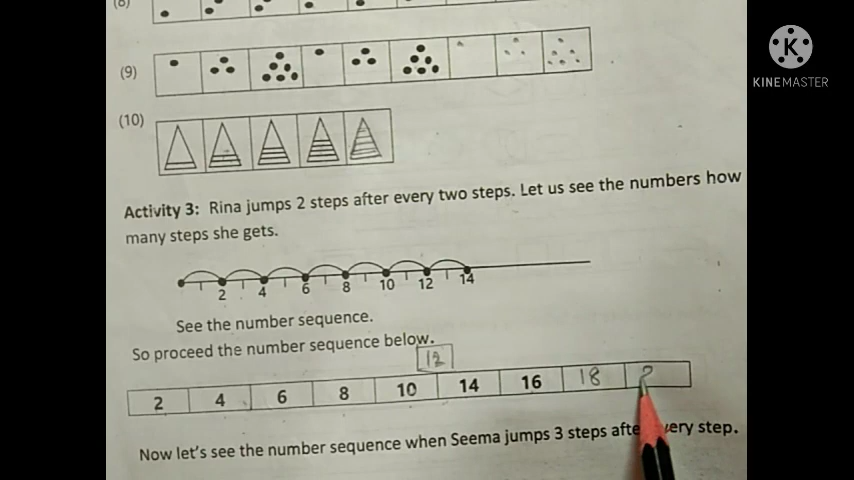 (8)
K
KINEMASTER
(9)
(10)
Activity 3: Rina jumps 2 steps after every two steps. Let us see the numbers how
many steps she gets.
2 4 6 8 10 12 14
See the number sequence.
So proceed the number sequence below.
12
2 4 6 8 10 14 16 18
Now let's see the number sequence when Seema jumps 3 steps after every step.